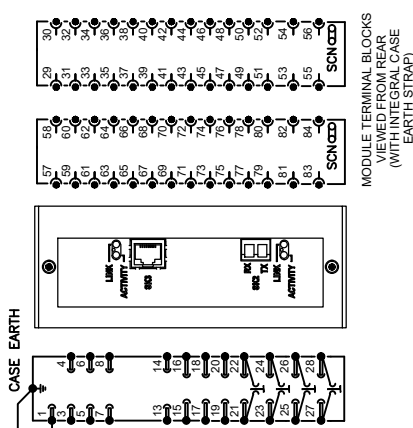 30 32 34 36 38 40 42 44 46 48 50 52 54 56
29 31 33 35 37 39 41 43 45 47 49 51 53 55
SCN
58 60 62 64 66 68 70 72 74 76 78 80 82 84
57 59 61 63 65 67 69 71 73 75 77 79 81 83
SCN
MODULE TERMINAL BLOCKS
VIEWED FROM REAR
(WITH INTEGRAL CASE
EARTH STRAP)
LINK
ACTIVITY
SK3
RX
TX
SK2
LINK
ACTIVITY
CASE EARTH
4 6 8 14 16 18 20 22 24 26 28
1 3 5 7 13 15 17 19 21 23 25 27